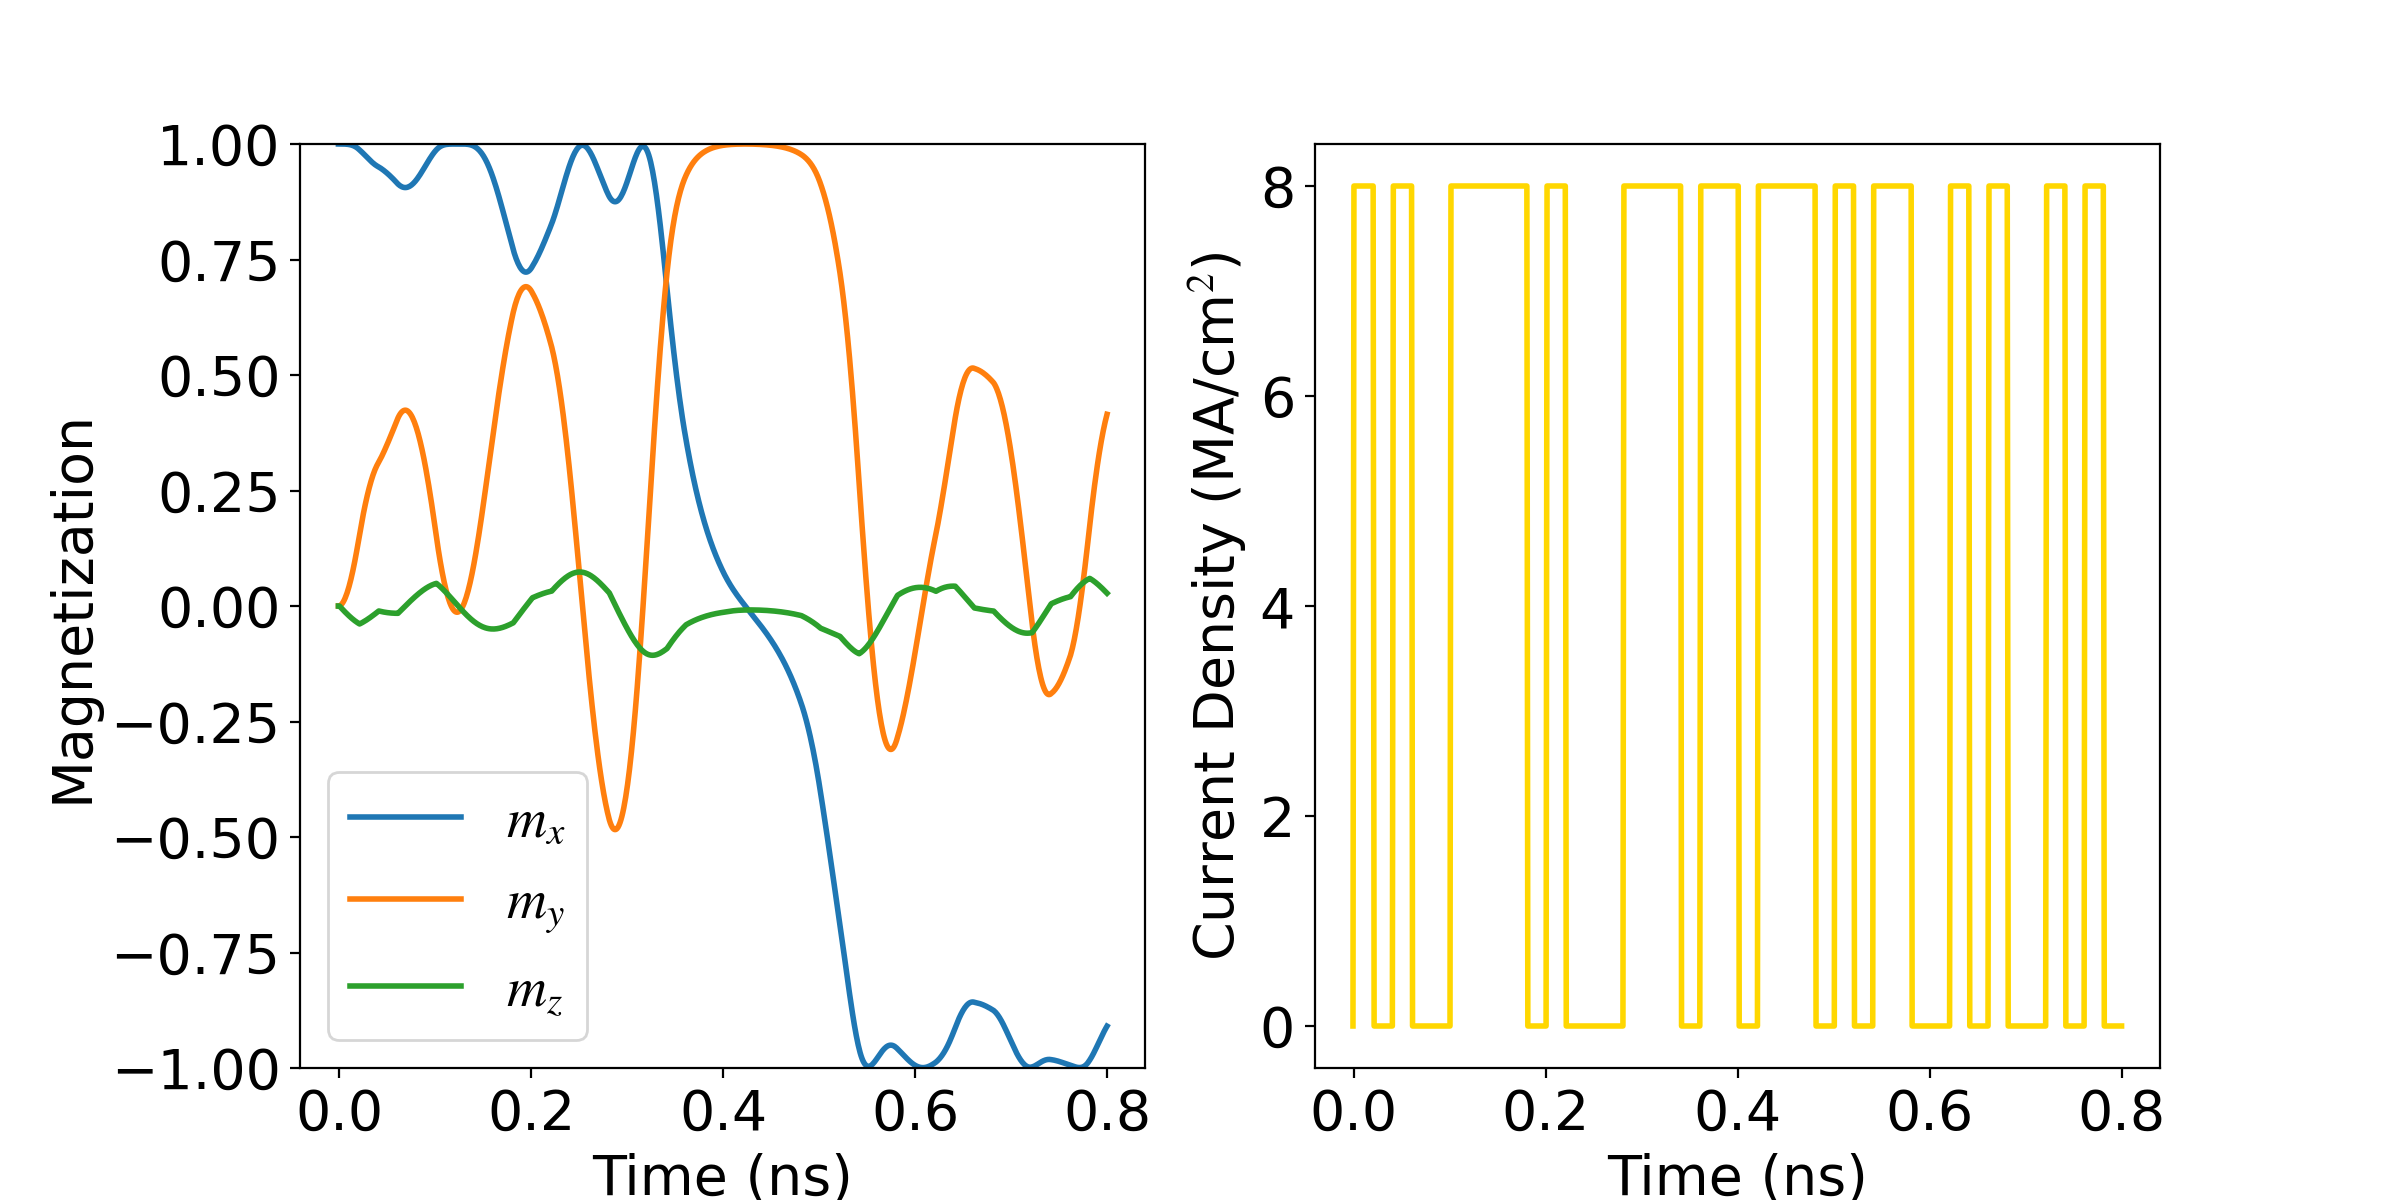 1.00
0.75
0.50
0.25
0.00
−0.25
−0.50
−0.75
−1.00
Magnetization
m_x
m_y
m_z
0.0 0.2 0.4 0.6 0.8
Time (ns)
8
6
4
2
0
Current Density (MA/cm²)
0.0 0.2 0.4 0.6 0.8
Time (ns)